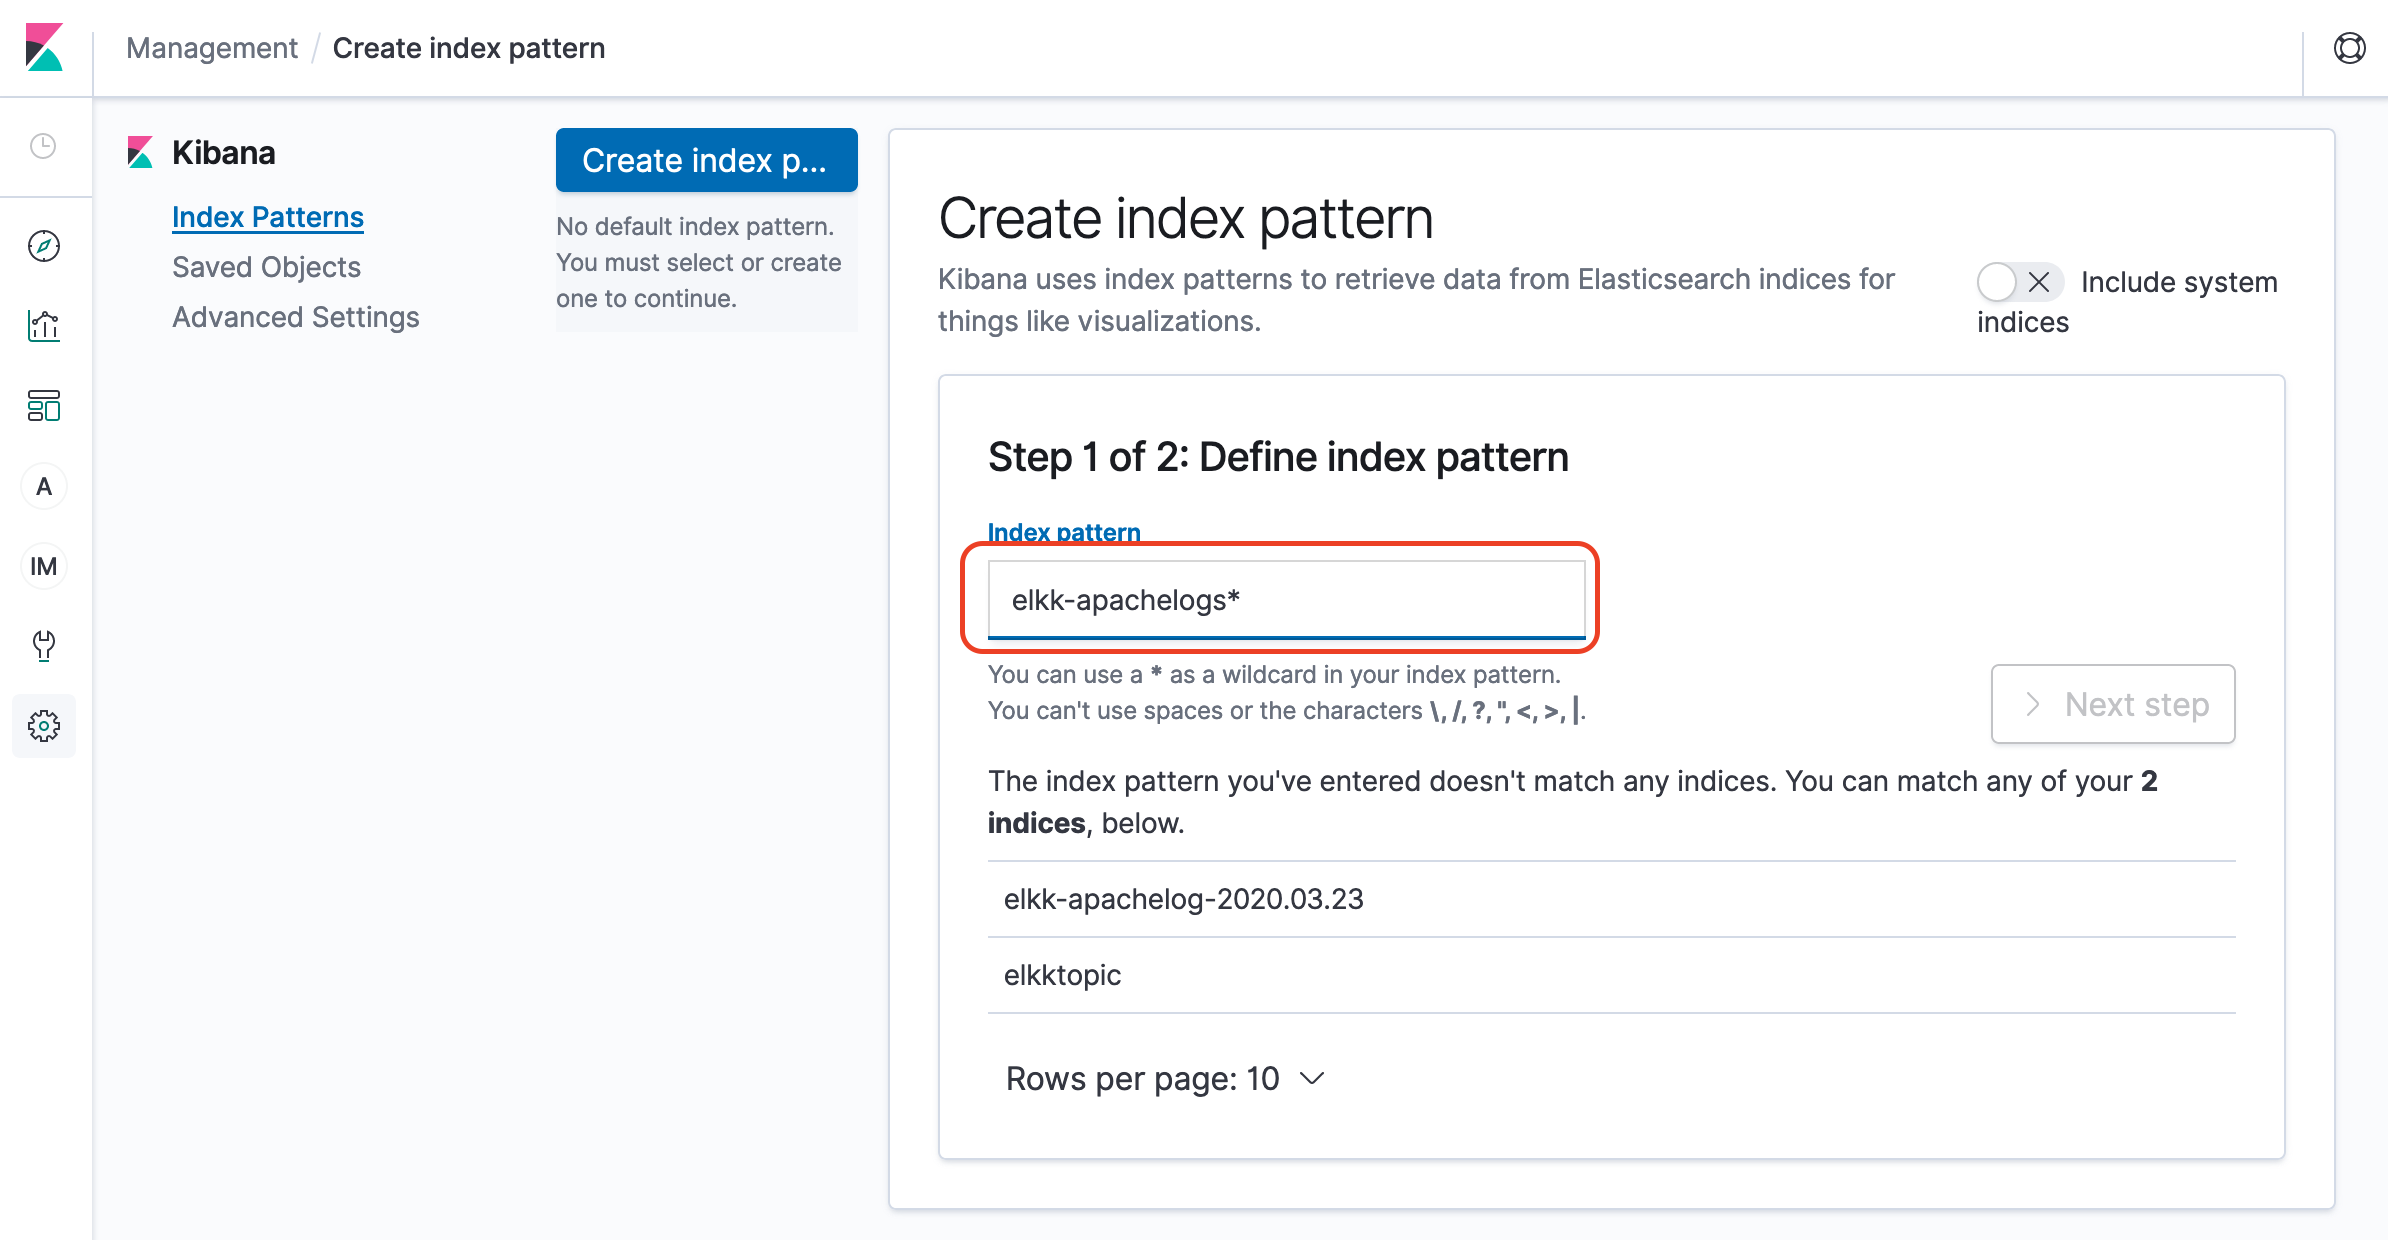 Management / Create index pattern
Kibana
Index Patterns
Saved Objects
Advanced Settings
A
IM
Create index p...
No default index pattern.
You must select or create
one to continue.
Create index pattern
Kibana uses index patterns to retrieve data from Elasticsearch indices for
things like visualizations.
Include system
indices
Step 1 of 2: Define index pattern
Index pattern
elkk-apachelogs*
You can use a * as a wildcard in your index pattern.
You can't use spaces or the characters \, /, ?, ", <, >, |.
Next step
The index pattern you've entered doesn't match any indices. You can match any of your 2
indices, below.
elkk-apachelog-2020.03.23
elkktopic
Rows per page: 10